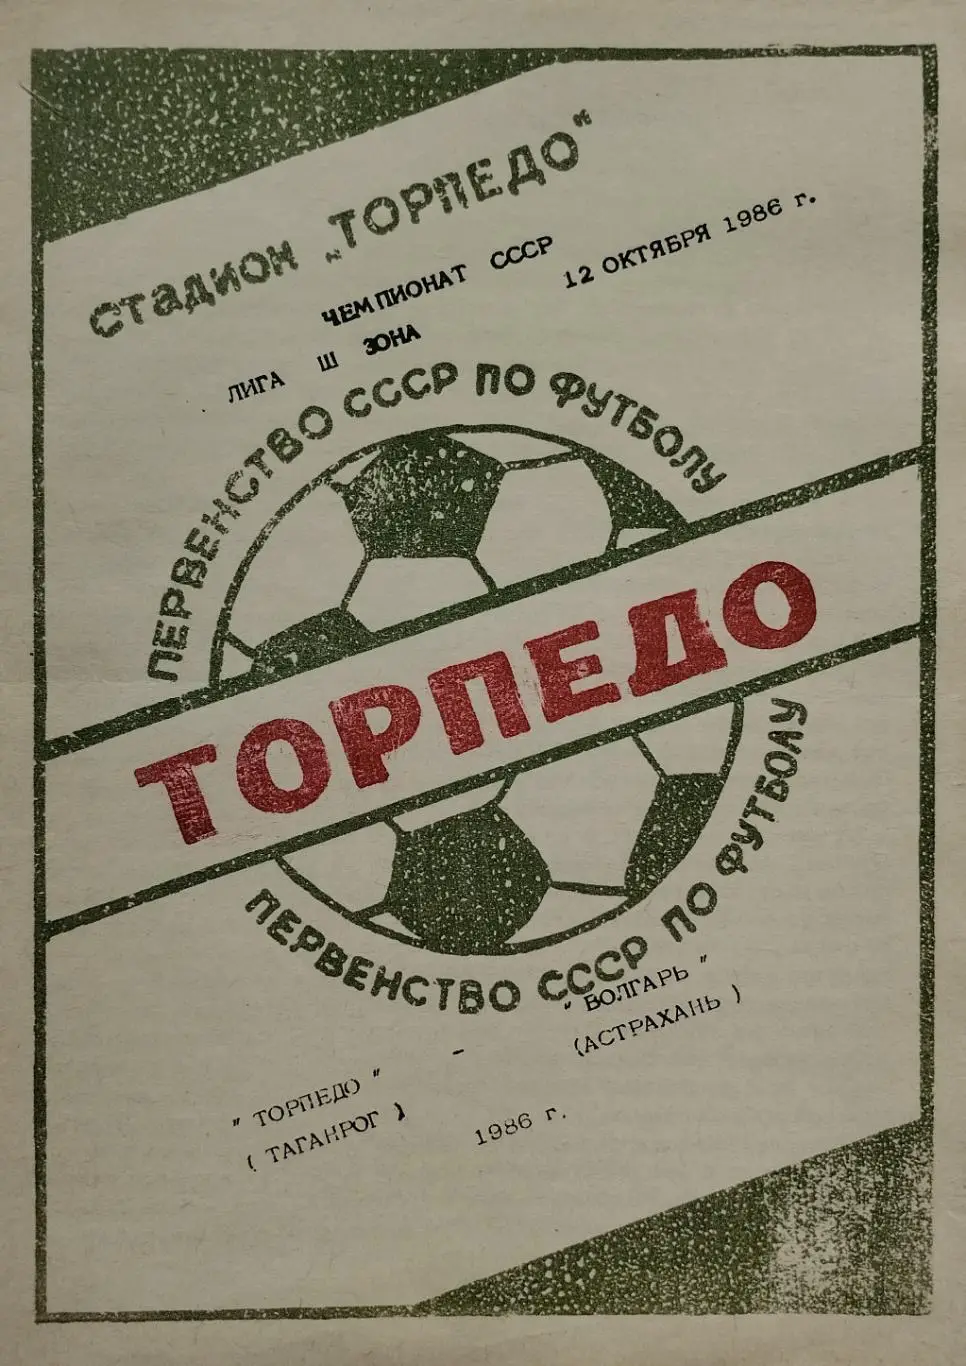 стадион „ТОРПЕДО“
ЧЕМПИОНАТ СССР
12 ОКТЯБРЯ 1986 г.
ЛИГА Ш ЗОНА
ПЕРВЕНСТВО СССР ПО ФУТБОЛУ
ТОРПЕДО
ПЕРВЕНСТВО СССР ПО ФУТБОЛУ
"ТОРПЕДО" - "ВОЛГАРЬ"
(ТАГАНРОГ) (АСТРАХАНЬ)
1986 г.